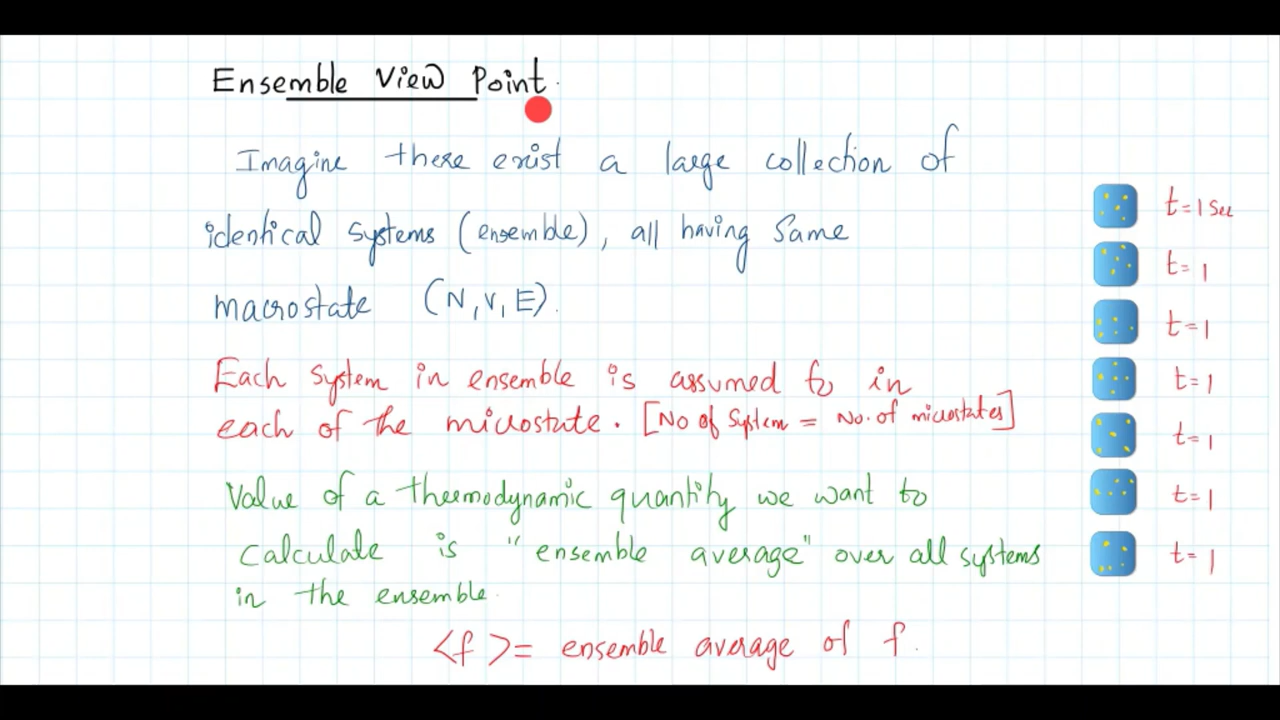 Ensemble View Point.
Imagine there exist a large collection of
identical systems (ensemble), all having same
macrostate (N, V, E).
Each system in ensemble is assumed to in
each of the microstate. [No of System = No. of microstates]
Value of a thermodynamic quantity we want to
calculate is "ensemble average" over all systems
in the ensemble.
<f> = ensemble average of f.
t=1 Sec
t=1
t=1
t=1
t=1
t=1
t=1